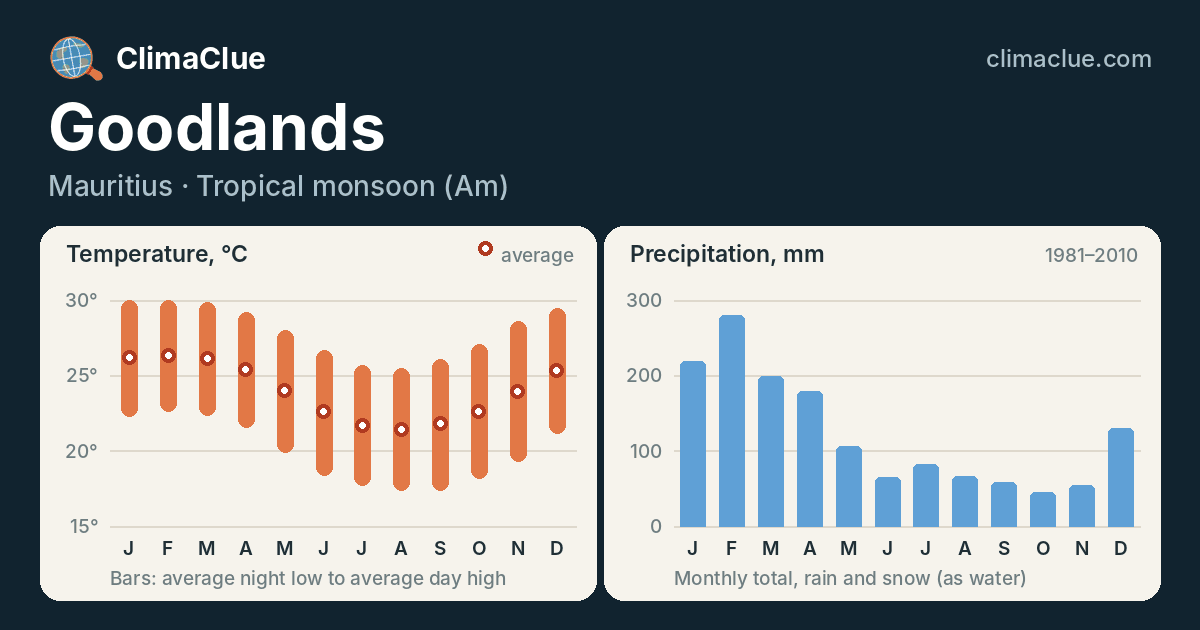 ClimaClue
climaclue.com
Goodlands
Mauritius · Tropical monsoon (Am)
Temperature, °C
average
30°
25°
20°
15°
J F M A M J J A S O N D
Bars: average night low to average day high
Precipitation, mm
1981–2010
300
200
100
0
J F M A M J J A S O N D
Monthly total, rain and snow (as water)